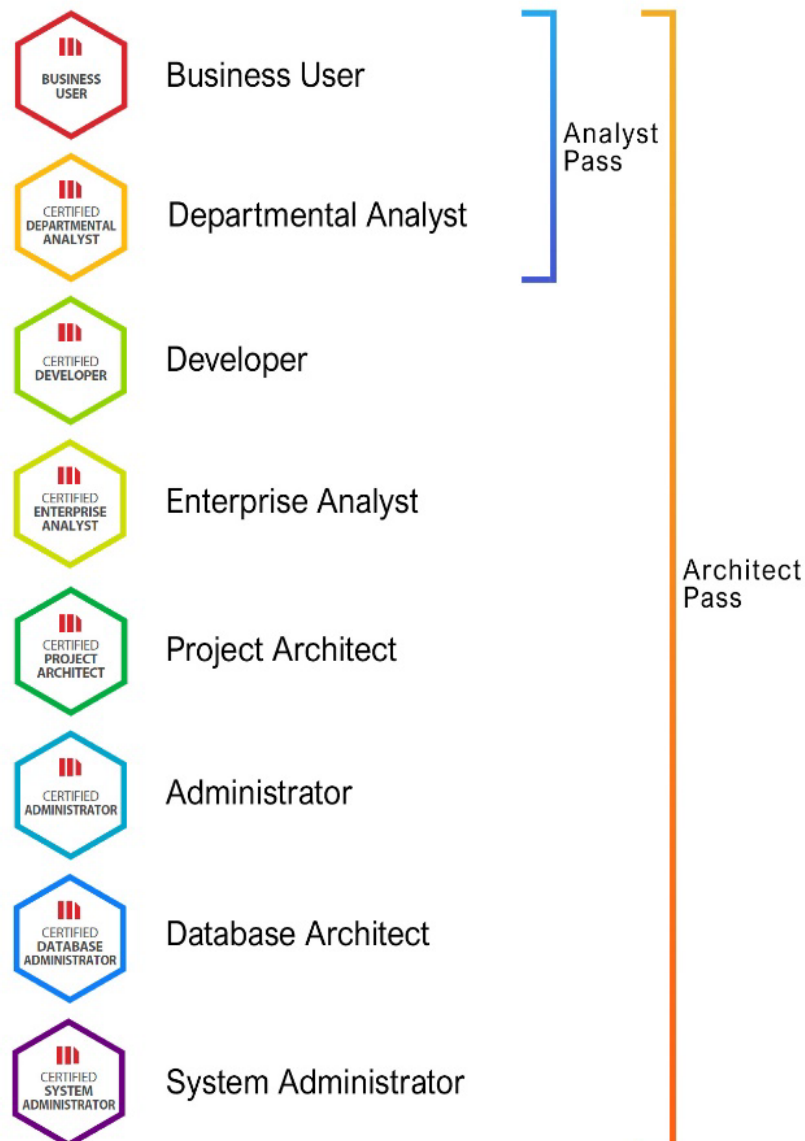 BUSINESS
USER
Business User
Analyst
Pass
CERTIFIED
DEPARTMENTAL
ANALYST
Departmental Analyst
CERTIFIED
DEVELOPER
Developer
CERTIFIED
ENTERPRISE
ANALYST
Enterprise Analyst
Architect
Pass
CERTIFIED
PROJECT
ARCHITECT
Project Architect
CERTIFIED
ADMINISTRATOR
Administrator
CERTIFIED
DATABASE
ADMINISTRATOR
Database Architect
CERTIFIED
SYSTEM
ADMINISTRATOR
System Administrator